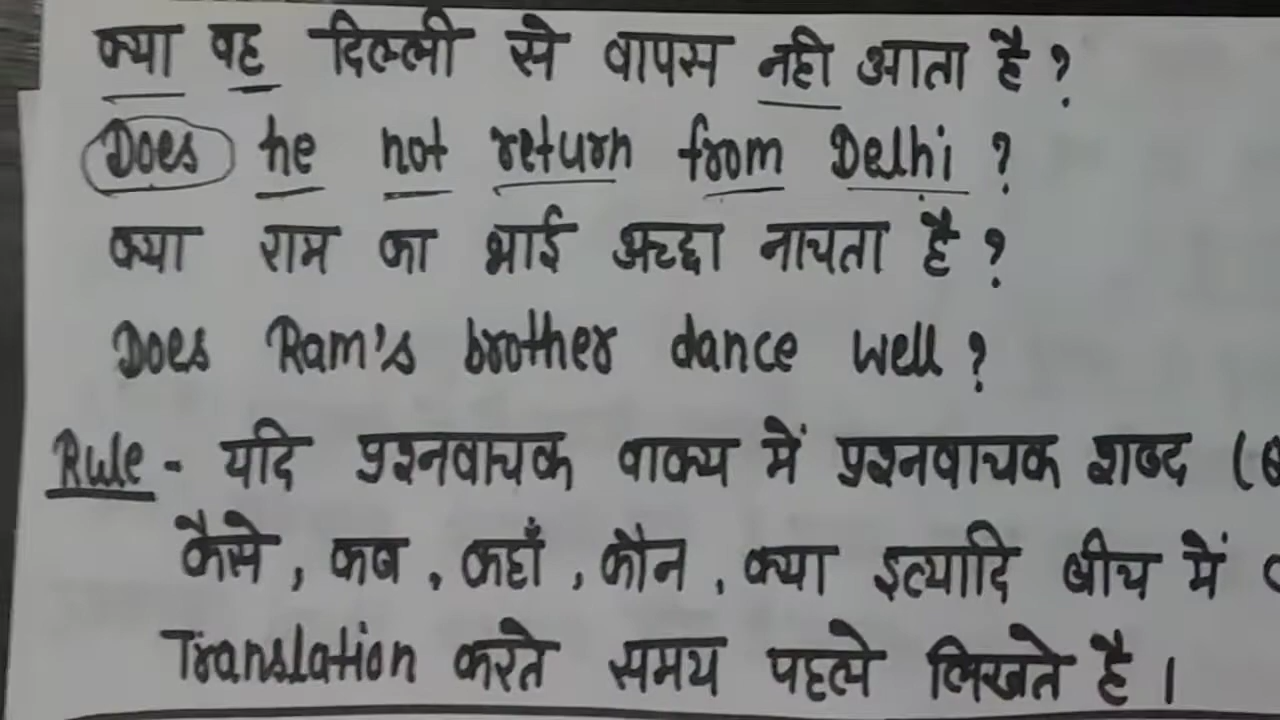 क्या वह दिल्ली से वापस नही आता है ?
Does he not return from Delhi ?
क्या राम का भाई अच्छा नाचता है ?
Does Ram's brother dance well ?
Rule - यदि प्रश्नवाचक वाक्य में प्रश्नवाचक शब्द (
कैसे, कब, कहाँ, कौन, क्या इत्यादि बीच में
Translation करते समय पहले लिखते है ।